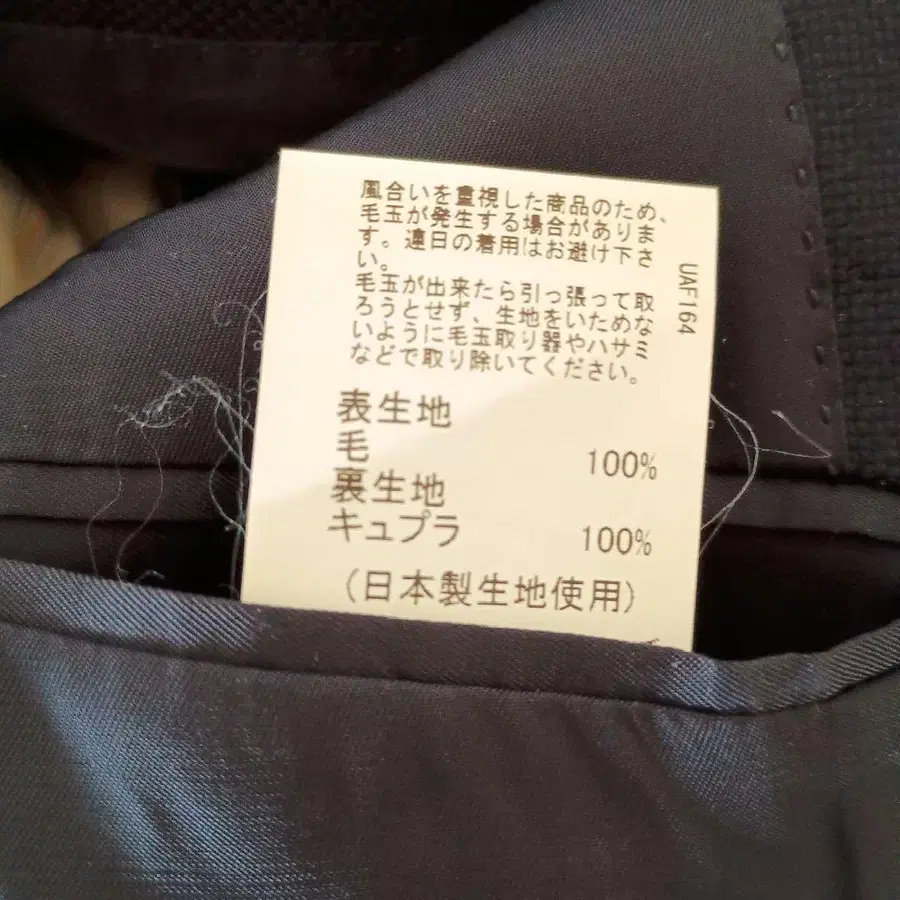 風合いを重視した商品のため、
毛玉が発生する場合がありま
す。連日の着用はお避け下さ
い。
毛玉が出来たら引っ張って取
ろうとせず、生地をいためな
いように毛玉取り器やハサミ
などで取り除いてください。
UAF164
表生地
毛 100%
裏生地
キュプラ 100%
(日本製生地使用)